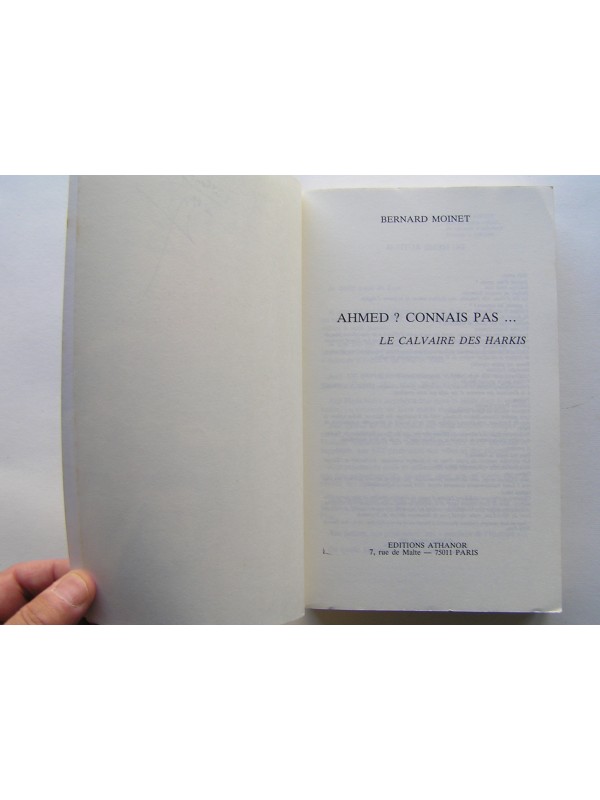 BERNARD MOINET
AHMED ? CONNAIS PAS ...
LE CALVAIRE DES HARKIS
EDITIONS ATHANOR
7, rue de Malte — 75011 PARIS